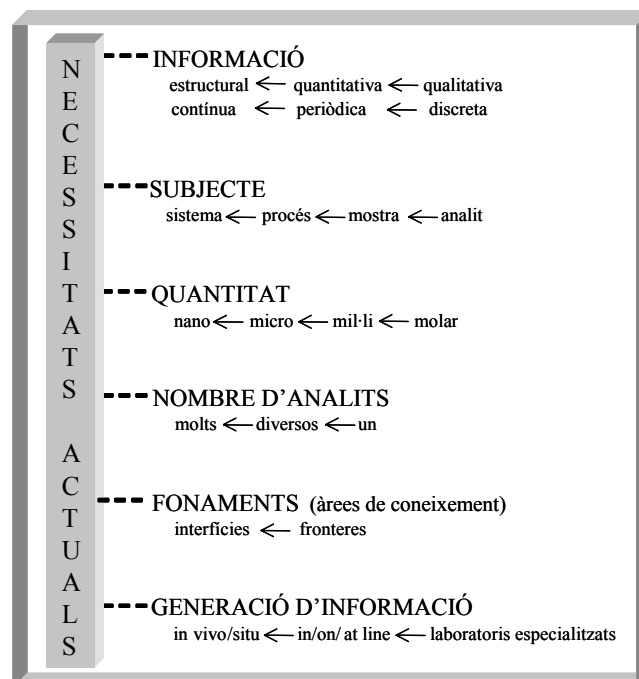 NECESSITATS ACTUALS
INFORMACIÓ
estructural ← quantitativa ← qualitativa
contínua ← periòdica ← discreta
SUBJECTE
sistema ← procés ← mostra ← analit
QUANTITAT
nano ← micro ← mil·li ← molar
NOMBRE D’ANALITS
molts ← diversos ← un
FONAMENTS (àrees de coneixement)
interfícies ← fronteres
GENERACIÓ D’INFORMACIÓ
in vivo/situ ← in/on/ at line ← laboratoris especialitzats